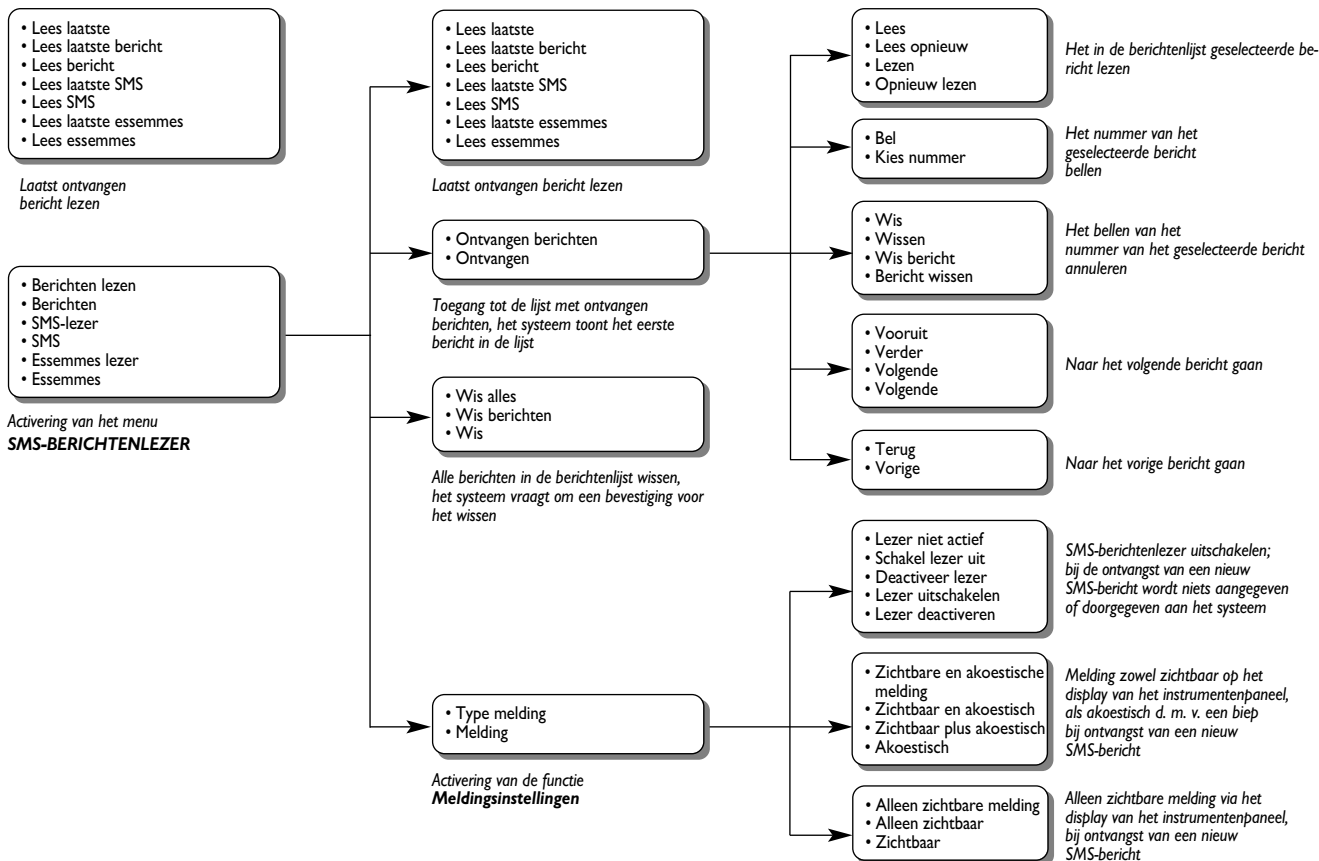 • Lees laatste
• Lees laatste bericht
• Lees bericht
• Lees laatste SMS
• Lees SMS
• Lees laatste essemmes
• Lees essemmes
Laatst ontvangen
bericht lezen
• Berichten lezen
• Berichten
• SMS-lezer
• SMS
• Essemmes lezer
• Essemmes
Activering van het menu
SMS-BERICHTENLEZER
• Lees laatste
• Lees laatste bericht
• Lees bericht
• Lees laatste SMS
• Lees SMS
• Lees laatste essemmes
• Lees essemmes
Laatst ontvangen bericht lezen
• Ontvangen berichten
• Ontvangen
Toegang tot de lijst met ontvangen
berichten, het systeem toont het eerste
bericht in de lijst
• Wis alles
• Wis berichten
• Wis
Alle berichten in de berichtenlijst wissen,
het systeem vraagt om een bevestiging voor
het wissen
• Type melding
• Melding
Activering van de functie
Meldingsinstellingen
• Lees
• Lees opnieuw
• Lezen
• Opnieuw lezen
Het in de berichtenlijst geselecteerde be-
richt lezen
• Bel
• Kies nummer
Het nummer van het
geselecteerde bericht
bellen
• Wis
• Wissen
• Wis bericht
• Bericht wissen
Het bellen van het
nummer van het geselecteerde bericht
annuleren
• Vooruit
• Verder
• Volgende
• Volgende
Naar het volgende bericht gaan
• Terug
• Vorige
Naar het vorige bericht gaan
• Lezer niet actief
• Schakel lezer uit
• Deactiveer lezer
• Lezer uitschakelen
• Lezer deactiveren
SMS-berichtenlezer uitschakelen;
bij de ontvangst van een nieuw
SMS-bericht wordt niets aangegeven
of doorgegeven aan het systeem
• Zichtbare en akoestische
melding
• Zichtbaar en akoestisch
• Zichtbaar plus akoestisch
• Akoestisch
Melding zowel zichtbaar op het
display van het instrumentenpaneel,
als akoestisch d. m. v. een biep
bij ontvangst van een nieuw
SMS-bericht
• Alleen zichtbare melding
• Alleen zichtbaar
• Zichtbaar
Alleen zichtbare melding via het
display van het instrumentenpaneel,
bij ontvangst van een nieuw
SMS-bericht